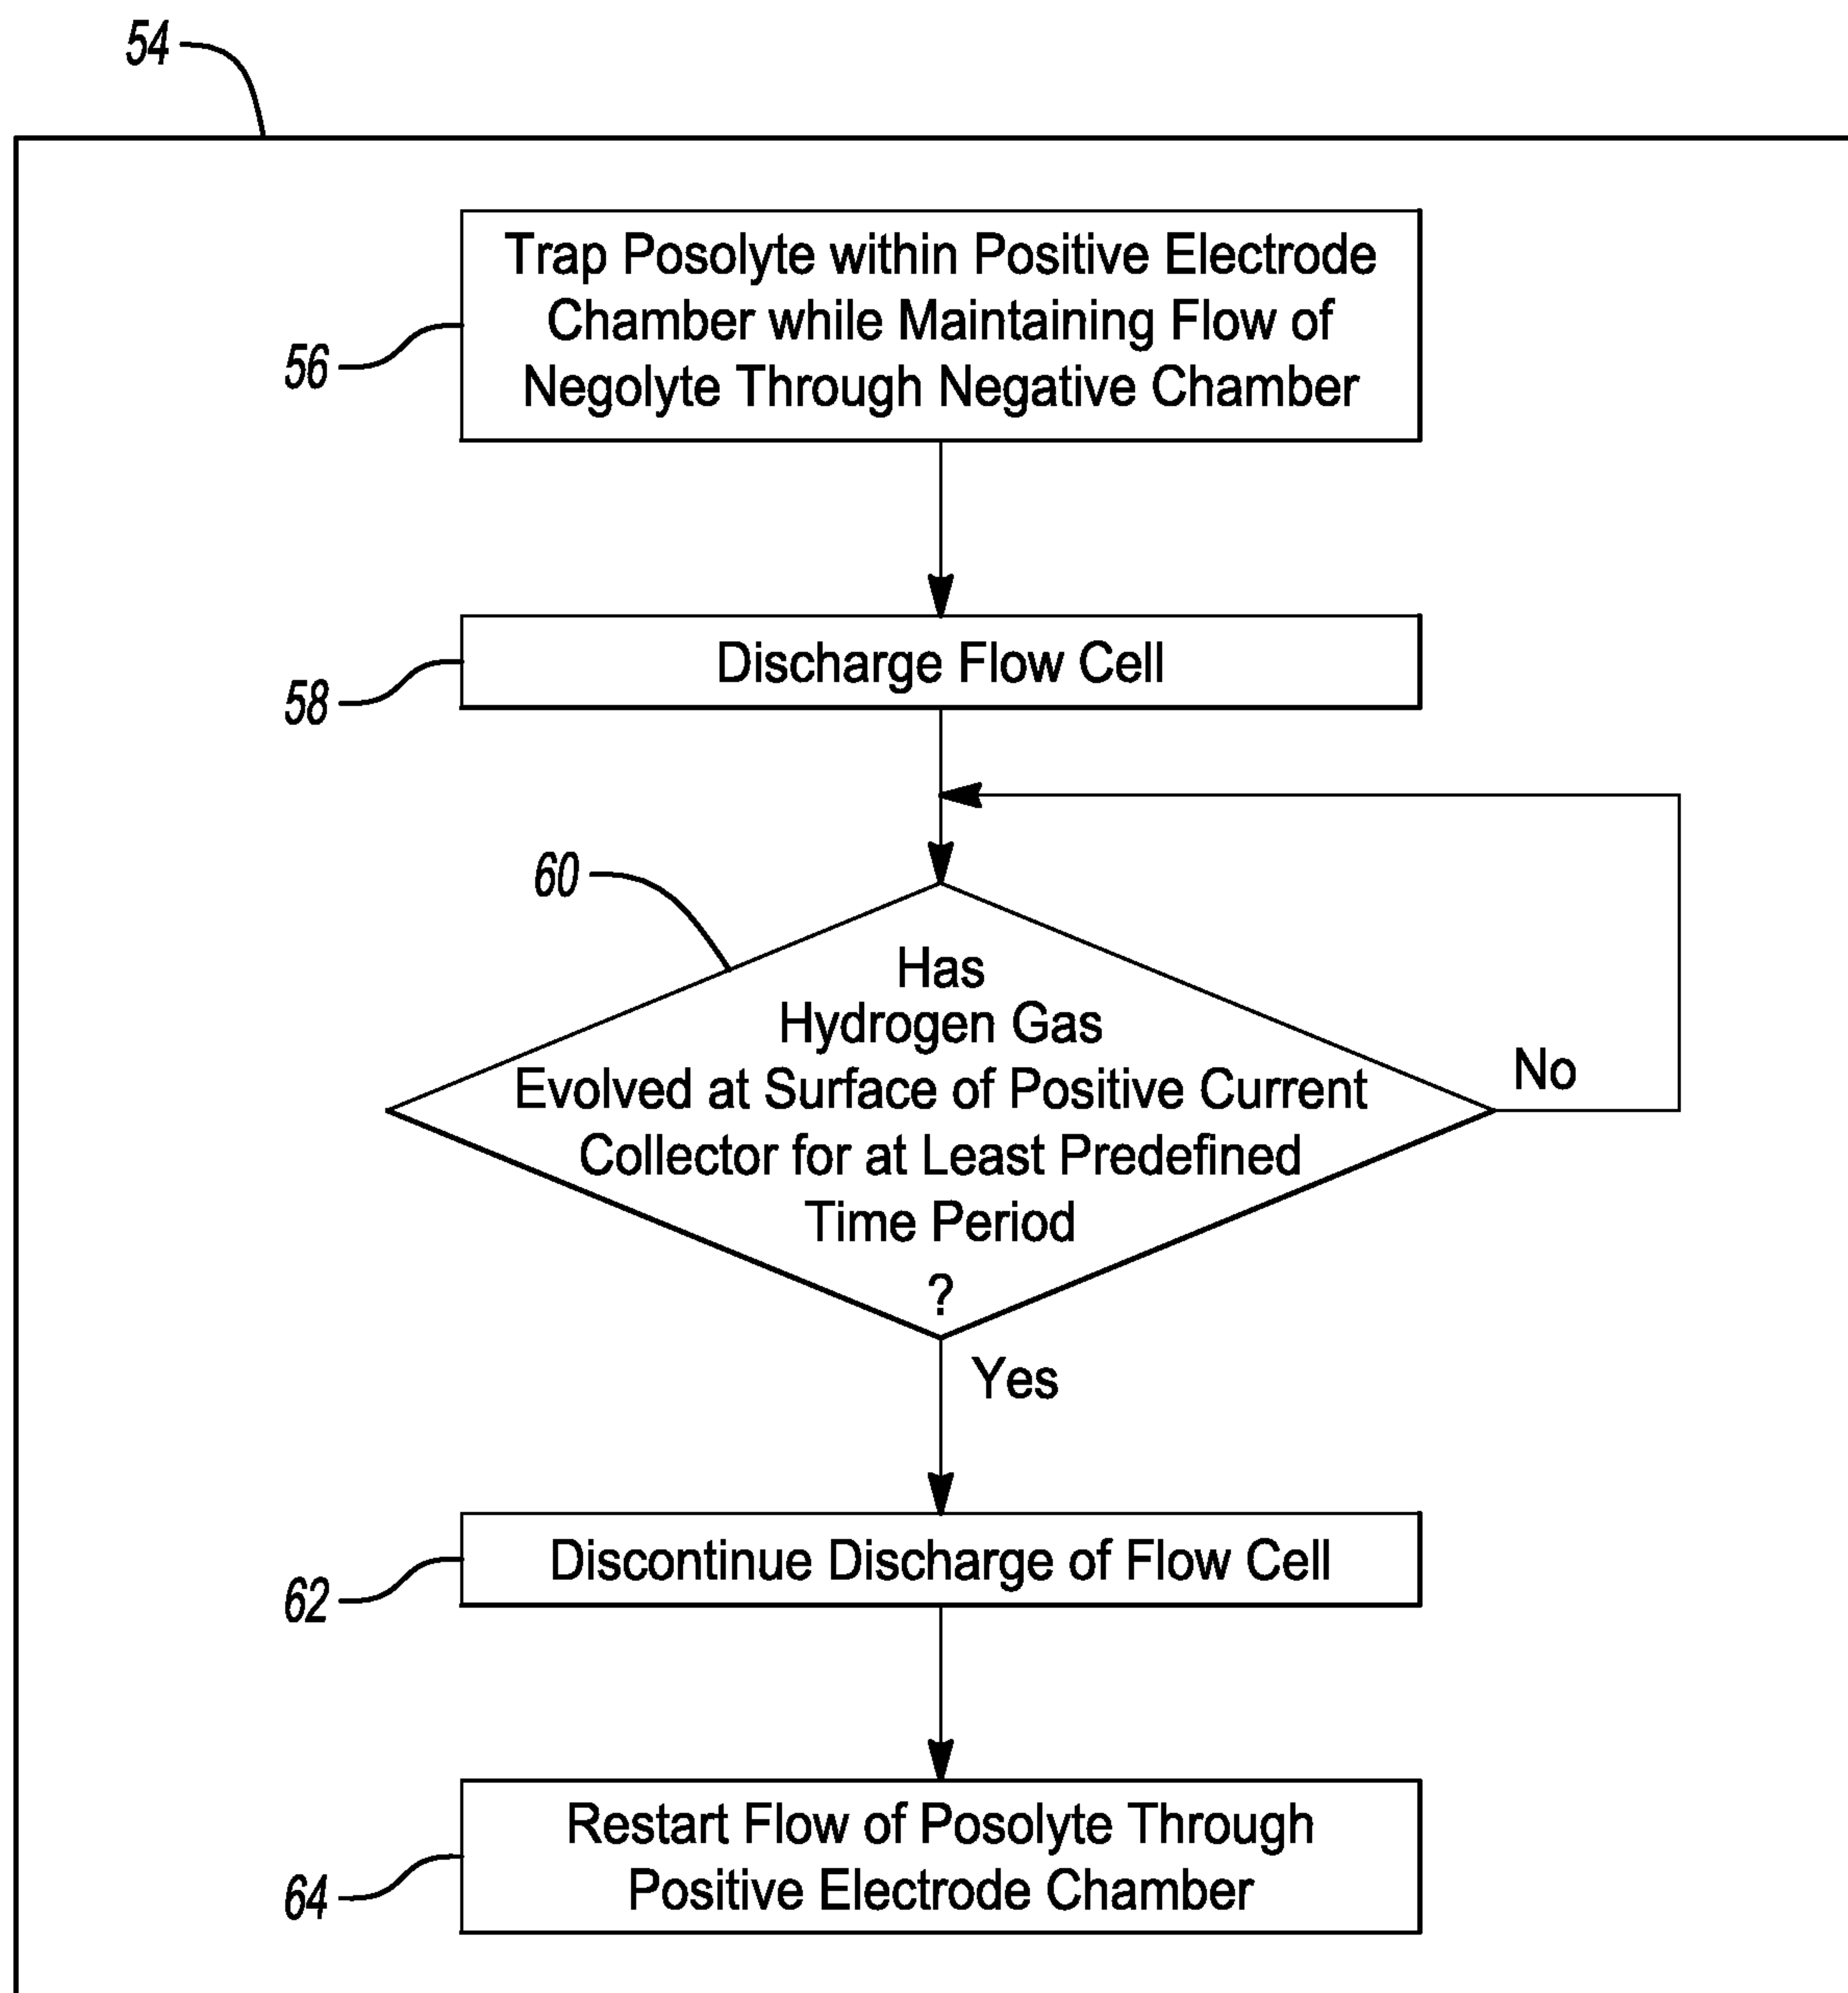 54
Trap Posolyte within Positive Electrode
Chamber while Maintaining Flow of
Negolyte Through Negative Chamber
56
Discharge Flow Cell
58
60
Has
Hydrogen Gas
Evolved at Surface of Positive Current
Collector for at Least Predefined
Time Period
?
No
Yes
Discontinue Discharge of Flow Cell
62
Restart Flow of Posolyte Through
Positive Electrode Chamber
64